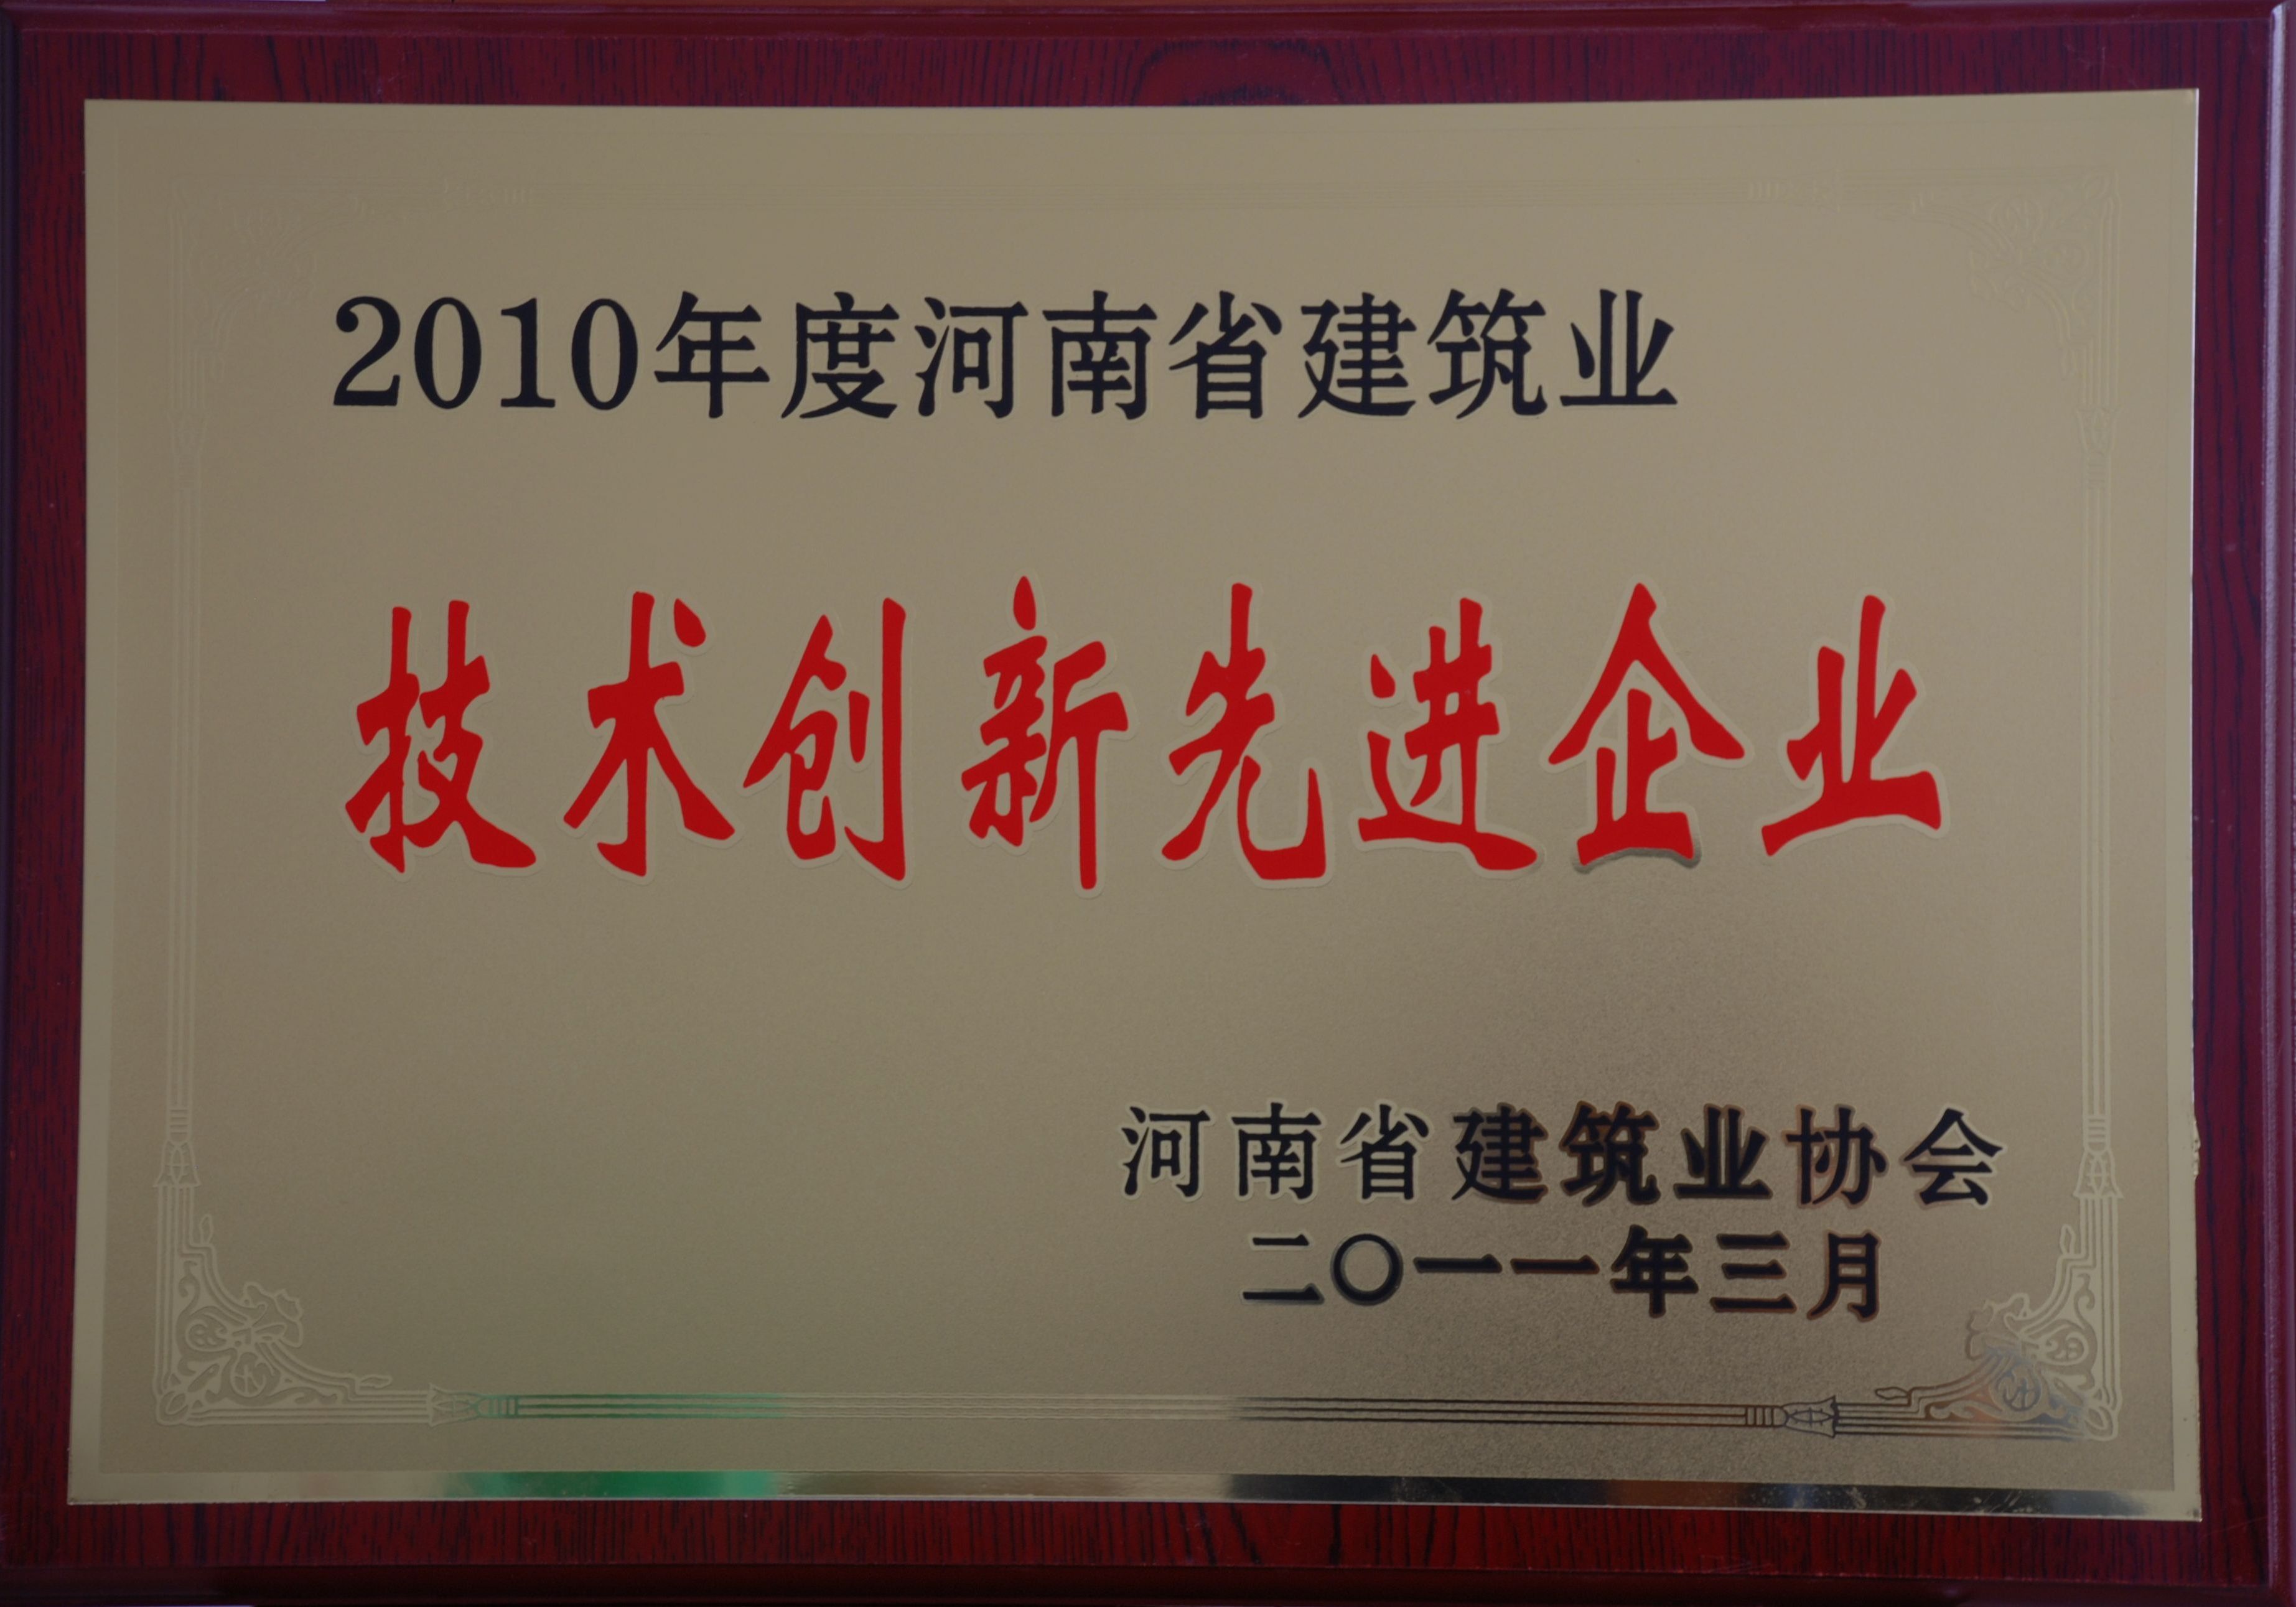 2010年度河南省建筑业
技术创新先进企业
河南省建筑业协会
二〇一一年三月